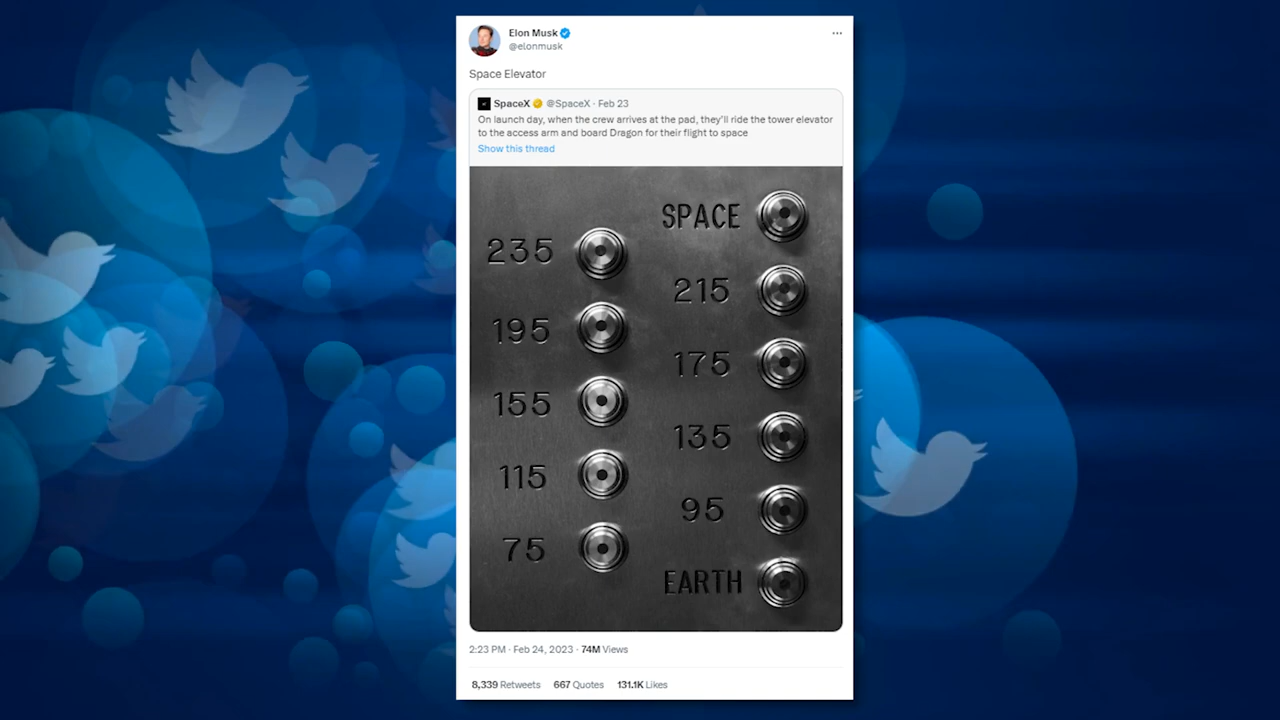 Elon Musk
@elonmusk
...
Space Elevator
SpaceX @SpaceX · Feb 23
On launch day, when the crew arrives at the pad, they'll ride the tower elevator
to the access arm and board Dragon for their flight to space
Show this thread
SPACE
235
215
195
175
155
135
115
95
75
EARTH
2:23 PM · Feb 24, 2023 · 74M Views
8,339 Retweets 667 Quotes 131.1K Likes